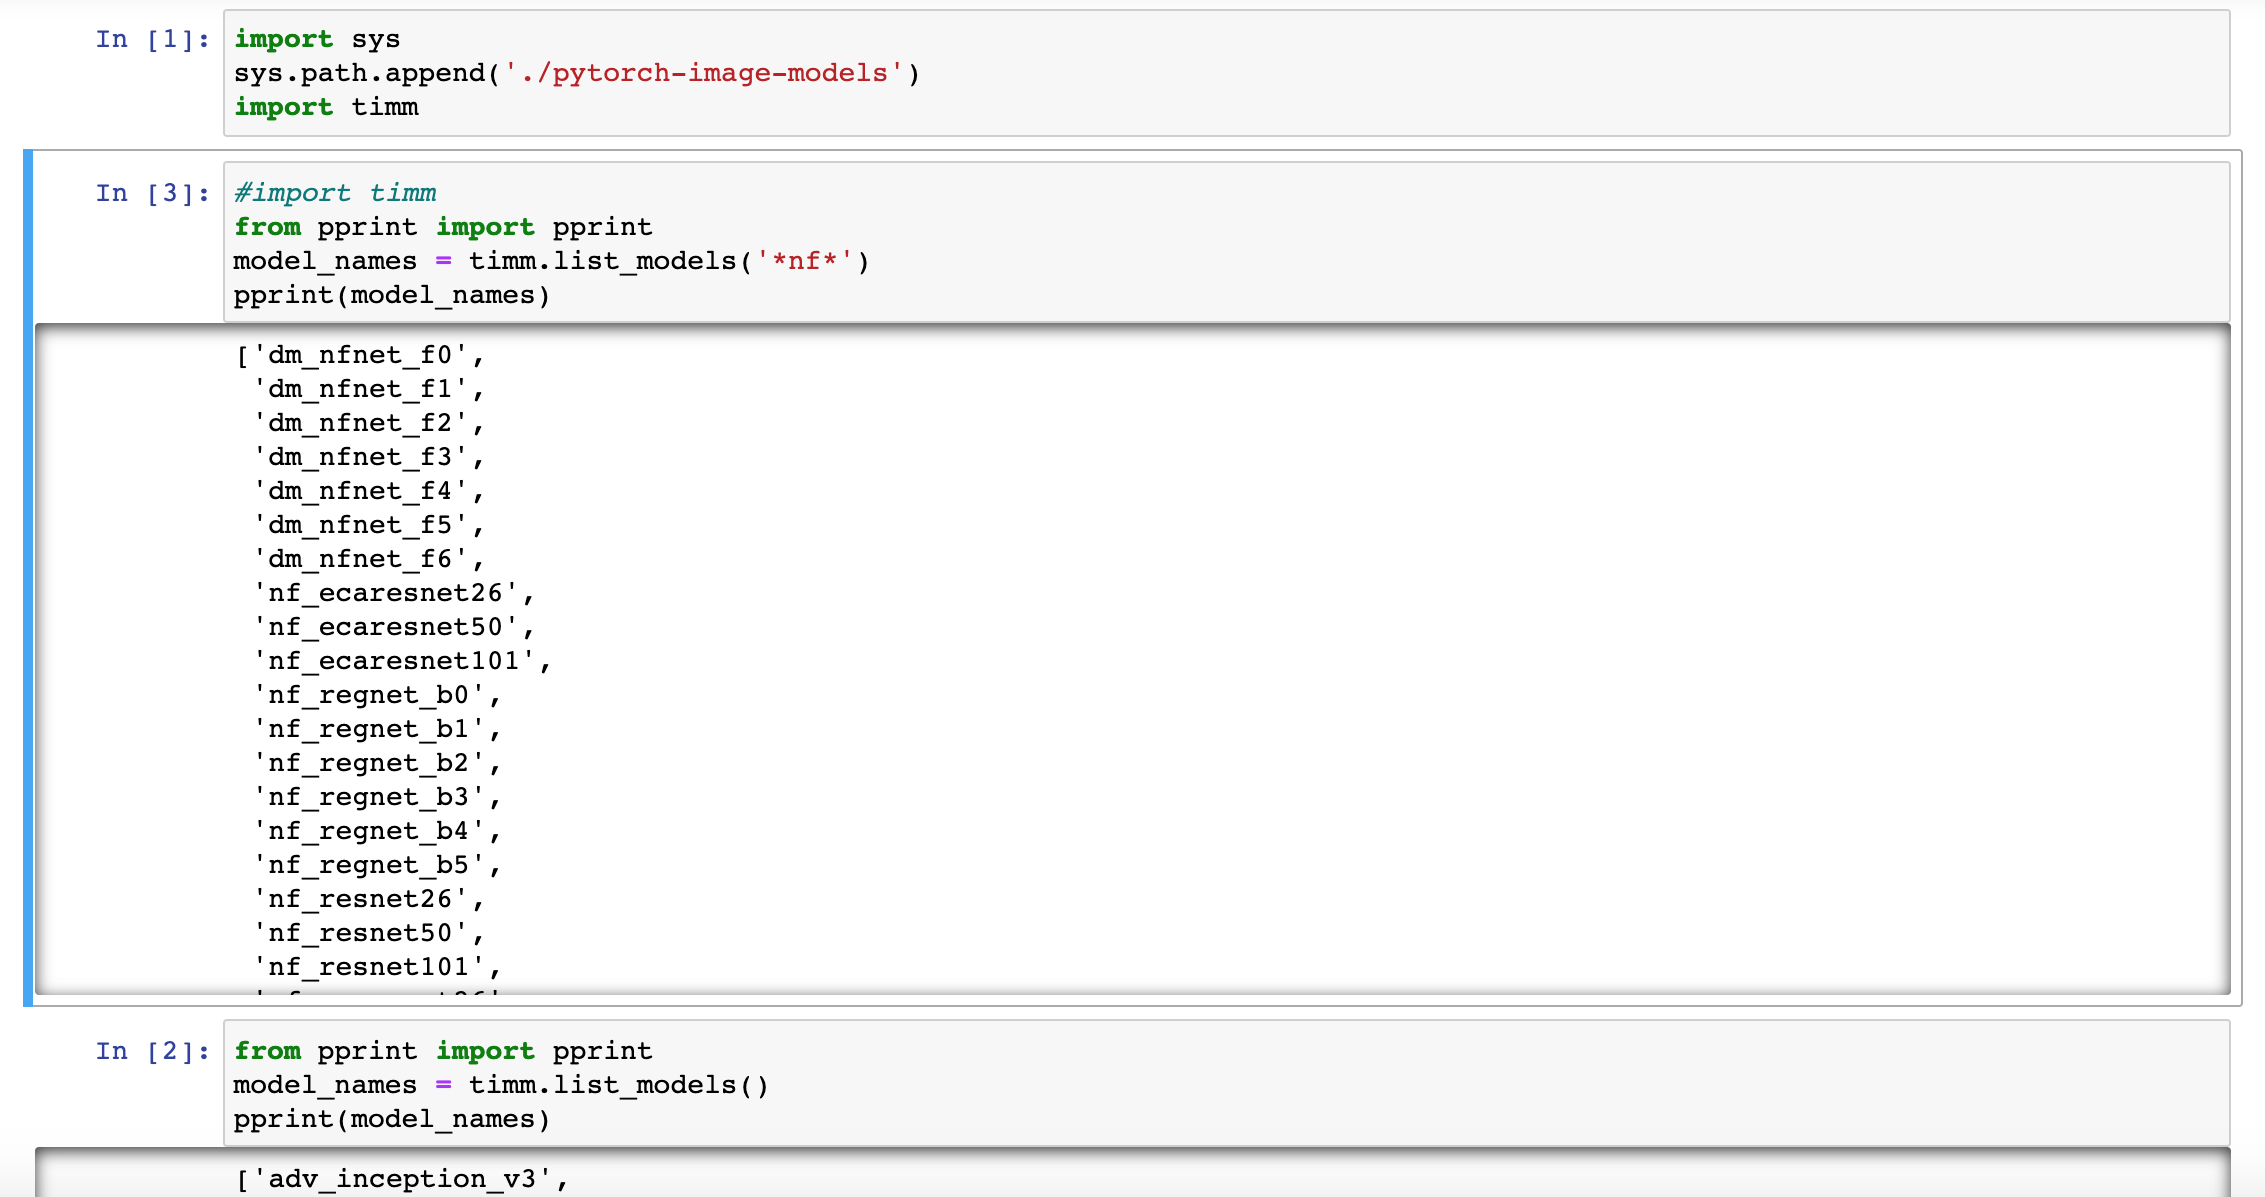 In [1]: import sys
sys.path.append('./pytorch-image-models')
import timm
In [3]: #import timm
from pprint import pprint
model_names = timm.list_models('*nf*')
pprint(model_names)
['dm_nfnet_f0',
'dm_nfnet_f1',
'dm_nfnet_f2',
'dm_nfnet_f3',
'dm_nfnet_f4',
'dm_nfnet_f5',
'dm_nfnet_f6',
'nf_ecaresnet26',
'nf_ecaresnet50',
'nf_ecaresnet101',
'nf_regnet_b0',
'nf_regnet_b1',
'nf_regnet_b2',
'nf_regnet_b3',
'nf_regnet_b4',
'nf_regnet_b5',
'nf_resnet26',
'nf_resnet50',
'nf_resnet101',
In [2]: from pprint import pprint
model_names = timm.list_models()
pprint(model_names)
['adv_inception_v3',